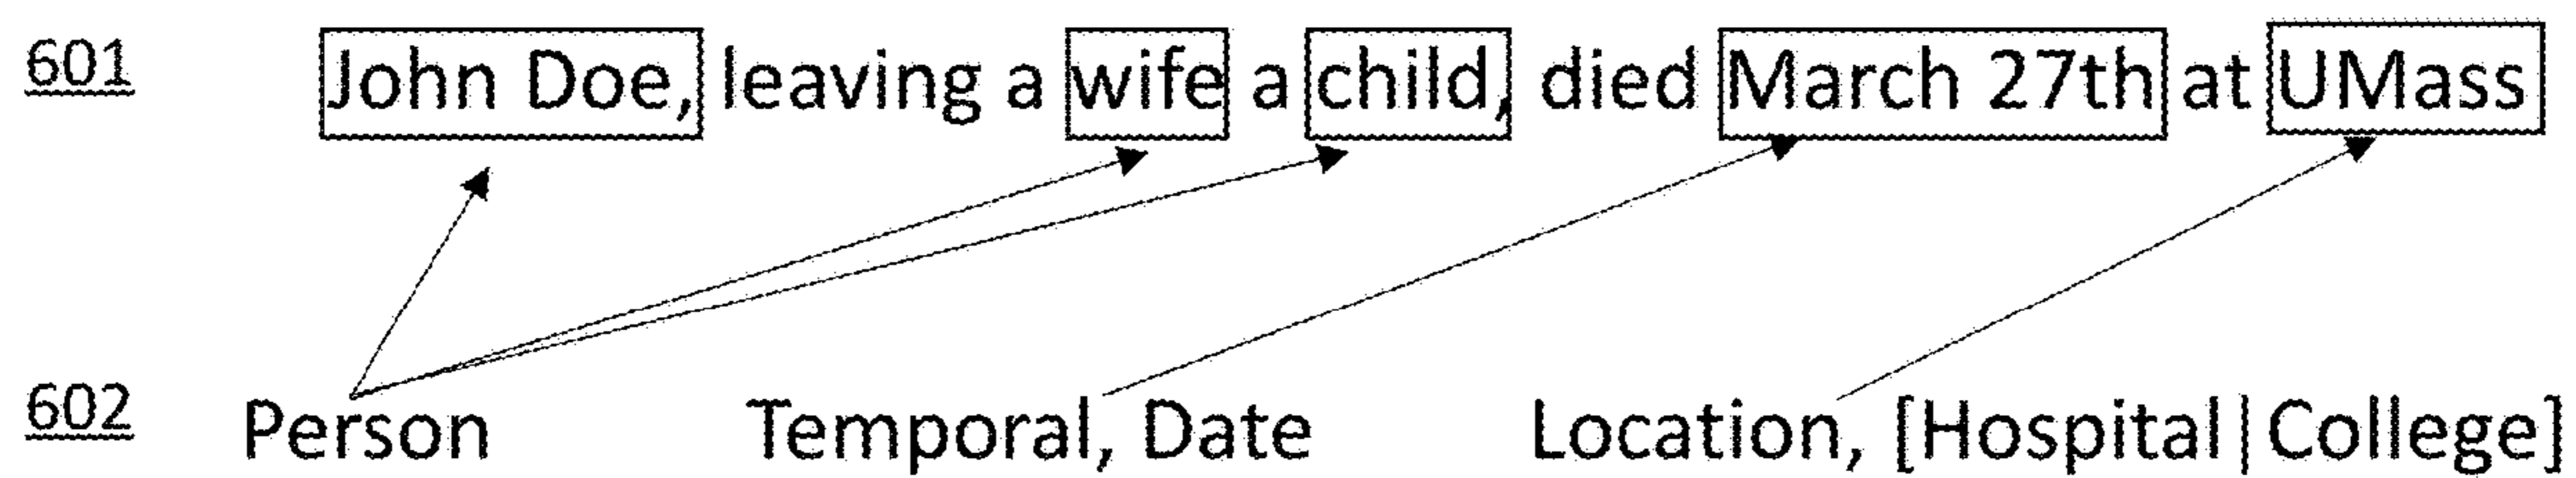 601 John Doe, leaving a wife a child, died March 27th at UMass
602 Person Temporal, Date Location, [Hospital|College]